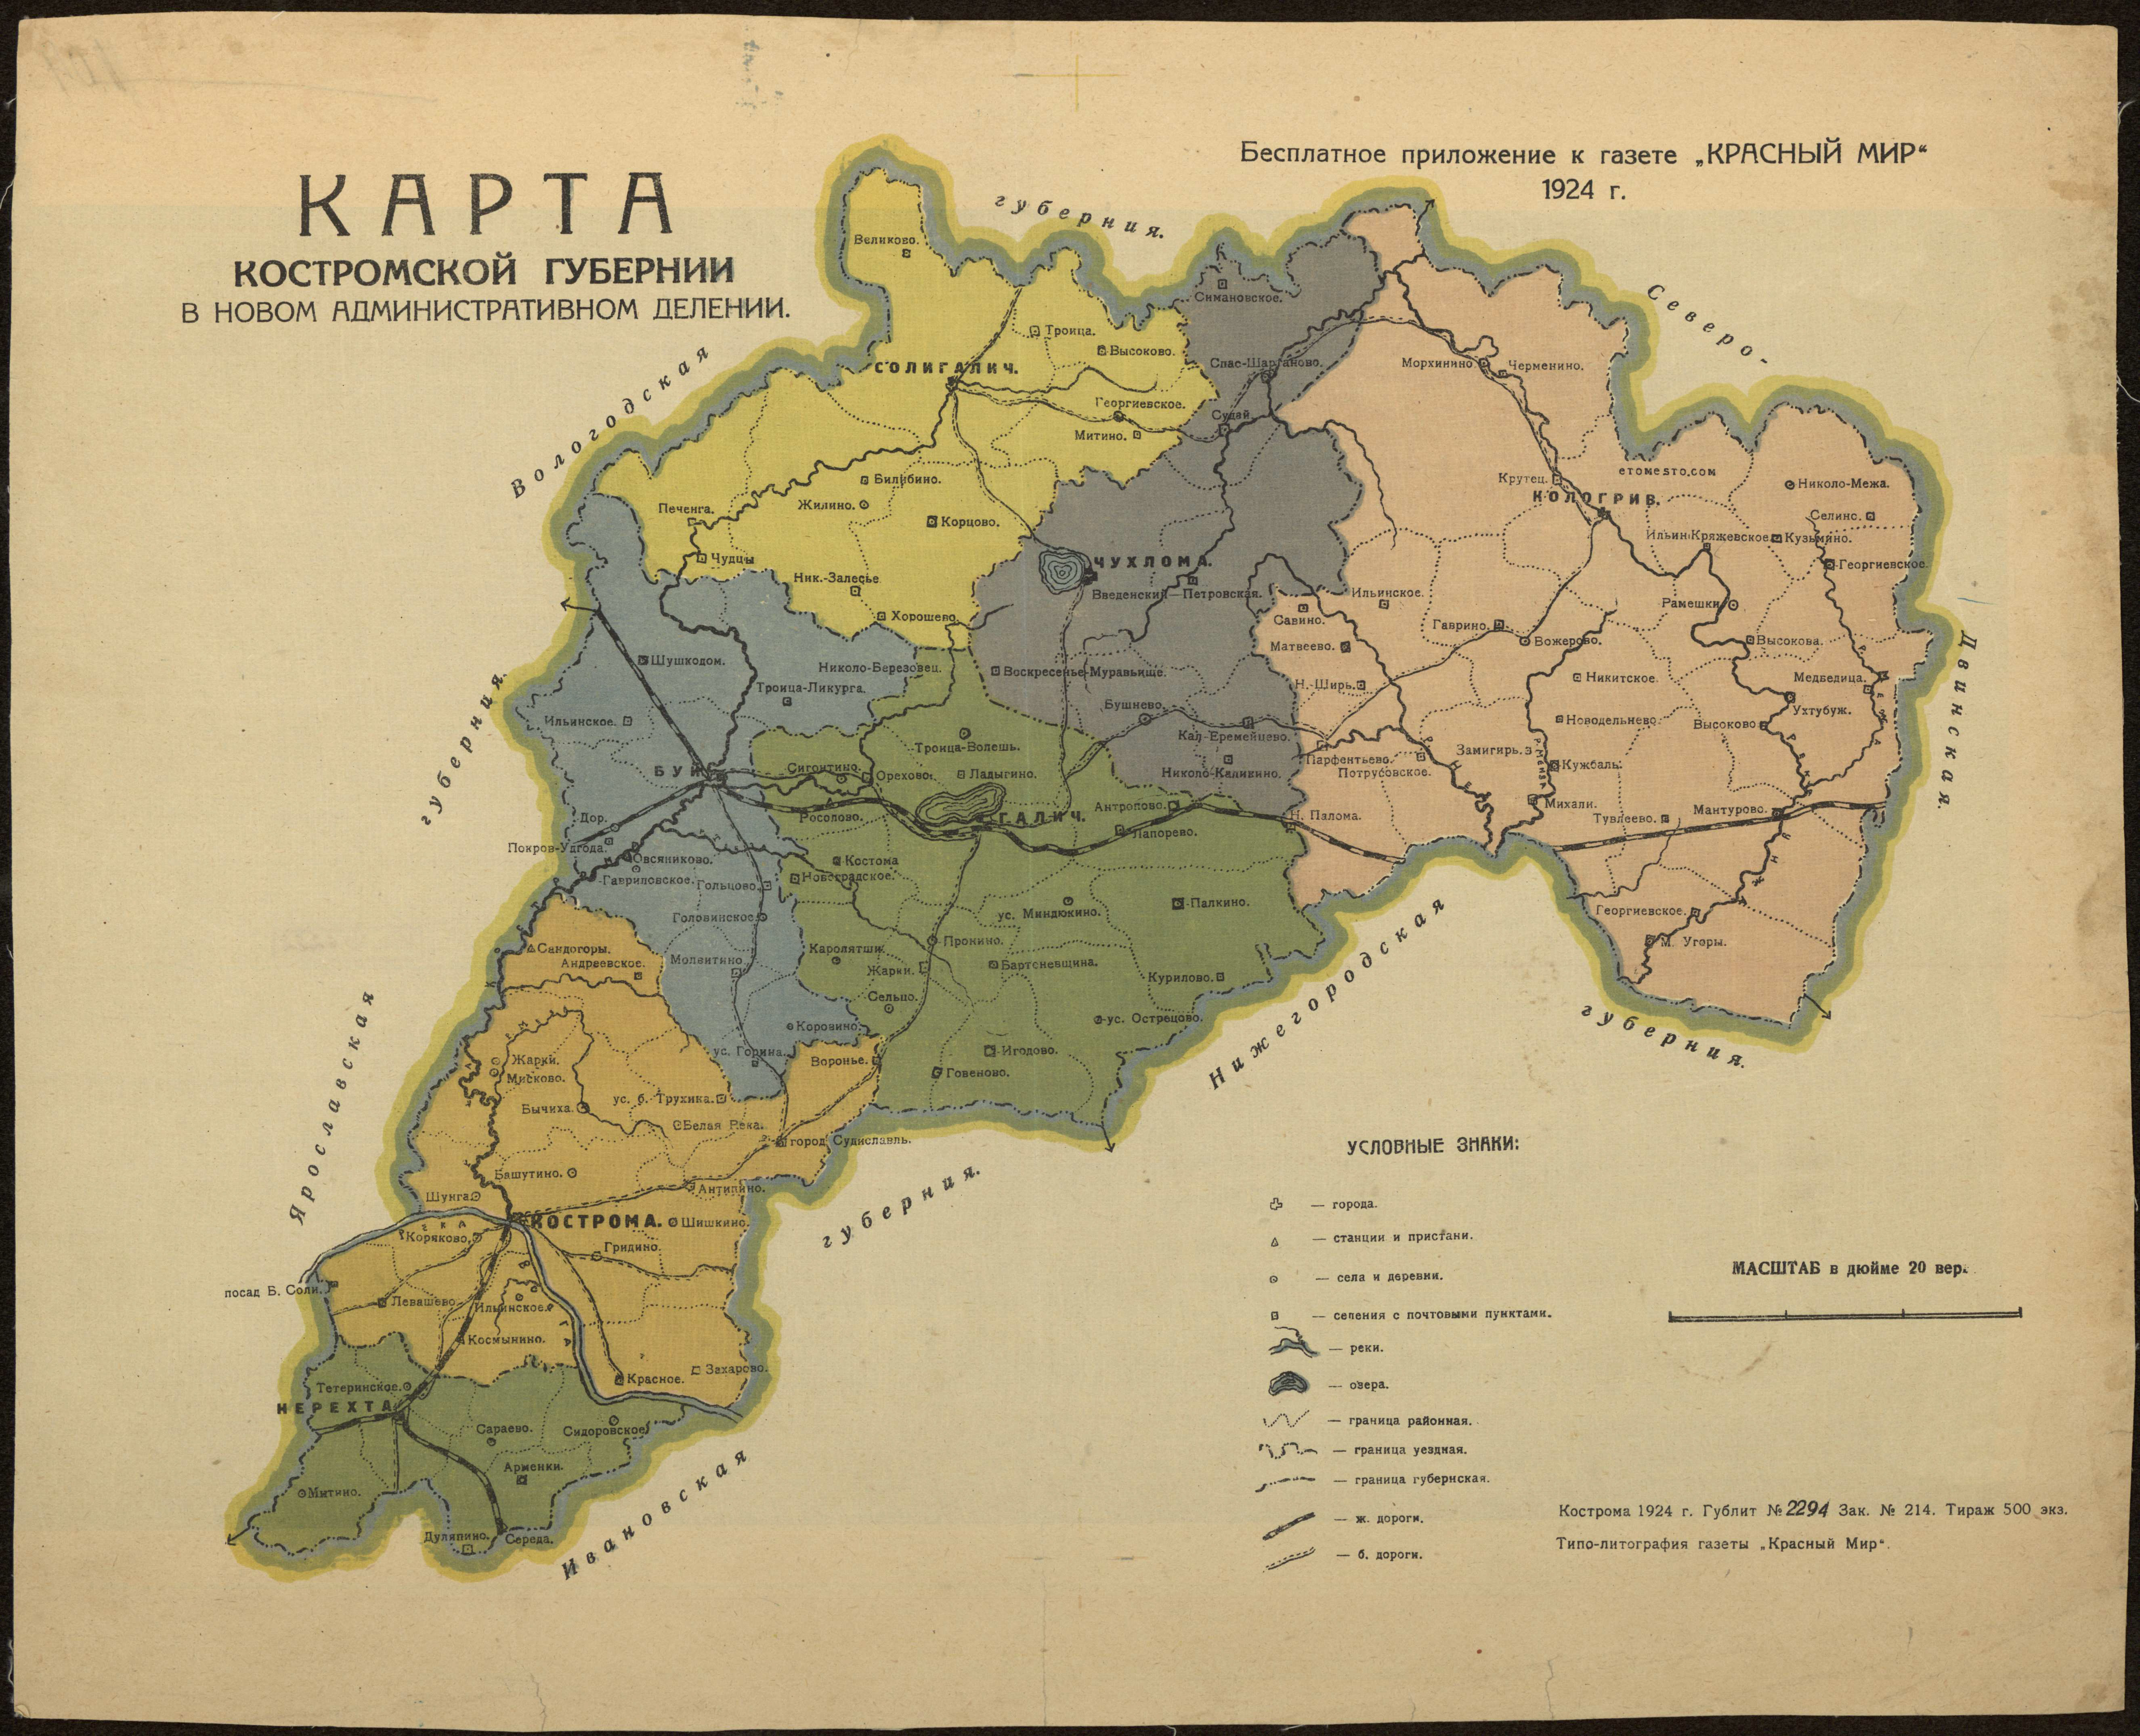 КАРТА
КОСТРОМСКОЙ ГУБЕРНИИ
В НОВОМ АДМИНИСТРАТИВНОМ ДЕЛЕНИИ.
Бесплатное приложение к газете „КРАСНЫЙ МИР“
1924 г.
Вологодская
губерния.
губерния.
Северо-
Двинская.
губерния.
Нижегородская
губерния.
Ярославская
Ивановская
Великово.
Троица.
Высоково.
СОЛИГАЛИЧ.
Георгиевское.
Митино.
Билибино.
Жилино.
Корцово.
Печенга.
Чудцы
Ник.-Залесье
Хорошево.
Симановское.
Спас-Шартаново.
Судай.
ЧУХЛОМА.
Введенский—Петровская.
Воскресенье-Муравьище.
Бушнево.
Кал-Еремейцево.
Николо-Каликино.
Морхинино
Черменино.
Крутец.
etomesto.com
КОЛОГРИВ.
Николо-Межа.
Селинс.
Ильин Кряжевское
Кузьмино.
Георгиевское.
Рамешки
Ильинское.
Савино.
Матвеево.
Гаврино.
Вожерово.
Высокова.
Н.-Ширь.
Никитское.
Медведица.
Новодельнево.
Высоково
Ухтубуж.
Замигирь.
Парфентьево.
Потрусовское.
Кужбаль.
Михали.
Тувлеево.
Мантурово.
Н. Палома.
Георгиевское.
М. Угоры.
Шушкодом.
Николо-Березовец.
Троица-Ликурга.
Ильинское.
БУЙ
Дор.
Покров-Удгода.
Овсяниково.
Гавриловское.
Гольцово.
Головинское
Молвитино.
Коровино.
ус. Горина.
Троица-Волешь.
Сигонтино.
Орехово.
Ладыгино.
Росолово.
ГАЛИЧ.
Антропово.
Лапорево.
Костома
Новоградское.
ус. Миндюкино.
Палкино.
Пронино.
Каролятши.
Жарки.
Бартеневщина.
Курилово.
Сельцо.
ус. Острецово.
Игодово.
Говеново.
Сандогоры.
Андреевское.
Жарки.
Мисково.
Воронье.
Бычиха.
ус. б. Трухина.
Белая Река.
город Судиславль.
Башутино.
Шунга
Антипино.
КОСТРОМА.
Шишкино.
Коряково.
Гридино.
посад Б. Соли.
Левашево.
Ильинское.
ВОЛГА
Космынино.
Красное.
Захарово.
Тетеринское.
НЕРЕХТА
Сараево.
Сидоровское
Арменки.
Митино.
Дуляпино.
Середа.
УСЛОВНЫЕ ЗНАКИ:
— города.
— станции и пристани.
— села и деревни.
— селения с почтовыми пунктами.
— реки.
— озера.
— граница районная.
— граница уездная.
— граница губернская.
— ж. дороги.
— б. дороги.
МАСШТАБ в дюйме 20 вер.
Кострома 1924 г. Гублит № 2294 Зак. № 214. Тираж 500 экз.
Типо-литография газеты „Красный Мир“.